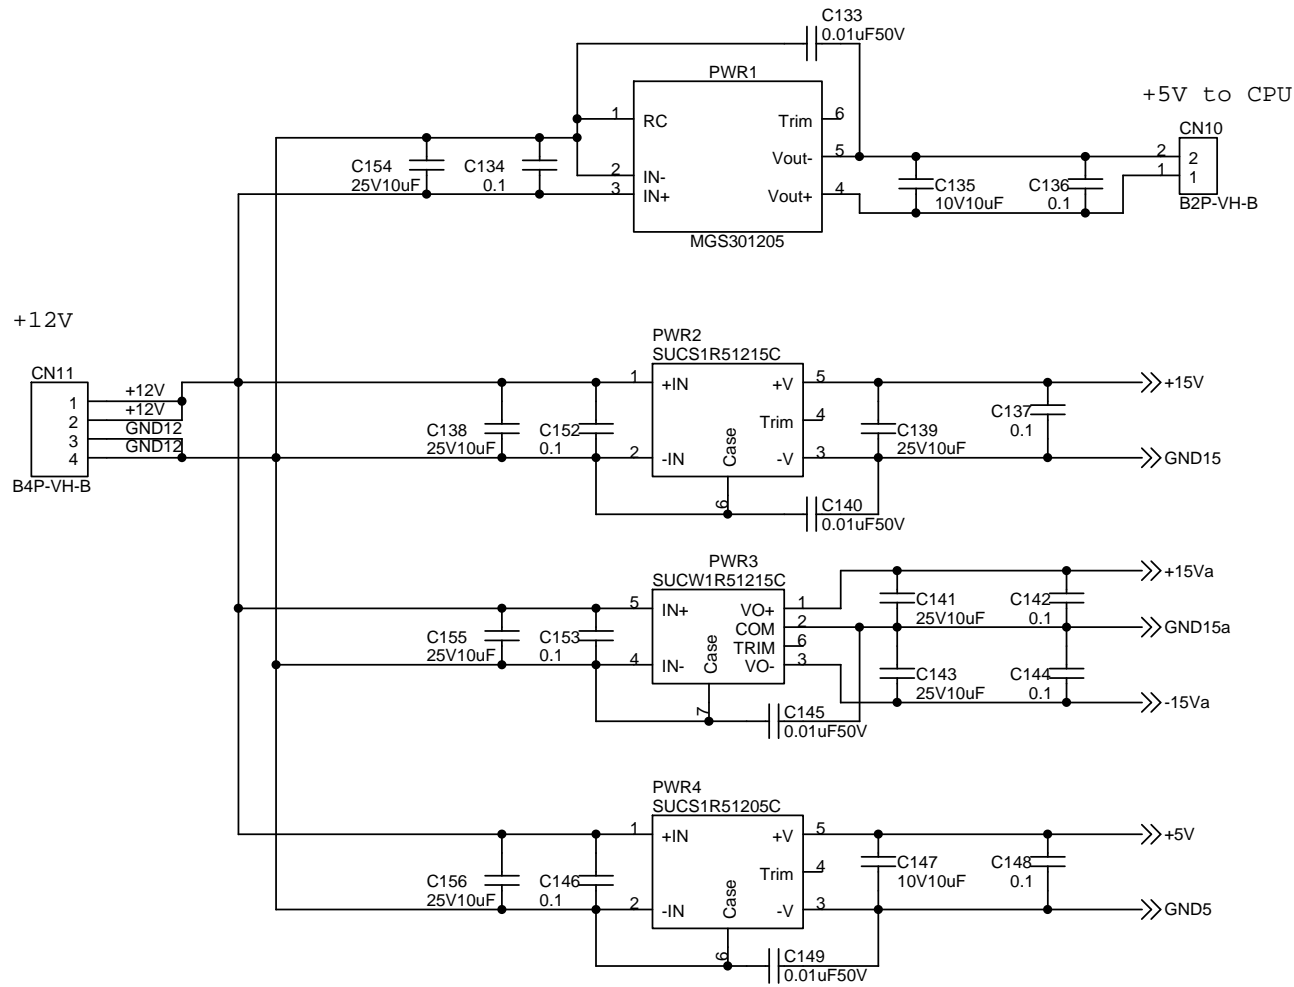 C133
0.01uF50V
PWR1
+5V to CPU
CN10
1
RC
Trim
6
C154
25V10uF
C134
0.1
2
IN-
3
IN+
Vout-
5
Vout+
4
C135
10V10uF
C136
0.1
2
2
1
1
B2P-VH-B
MGS301205
+12V
CN11
1
+12V
2
+12V
3
GND12
4
GND12
B4P-VH-B
PWR2
SUCS1R51215C
1
+IN
+V
5
+15V
C138
25V10uF
C152
0.1
Trim
4
C139
25V10uF
C137
0.1
2
-IN
Case
-V
3
GND15
6
C140
0.01uF50V
PWR3
SUCW1R51215C
+15Va
5
IN+
VO+
1
C141
25V10uF
C142
0.1
COM
2
GND15a
C155
25V10uF
C153
0.1
TRIM
6
4
IN-
Case
VO-
3
C143
25V10uF
C144
0.1
-15Va
7
C145
0.01uF50V
PWR4
SUCS1R51205C
1
+IN
+V
5
+5V
C156
25V10uF
C146
0.1
Trim
4
C147
10V10uF
C148
0.1
2
-IN
Case
-V
3
GND5
6
C149
0.01uF50V